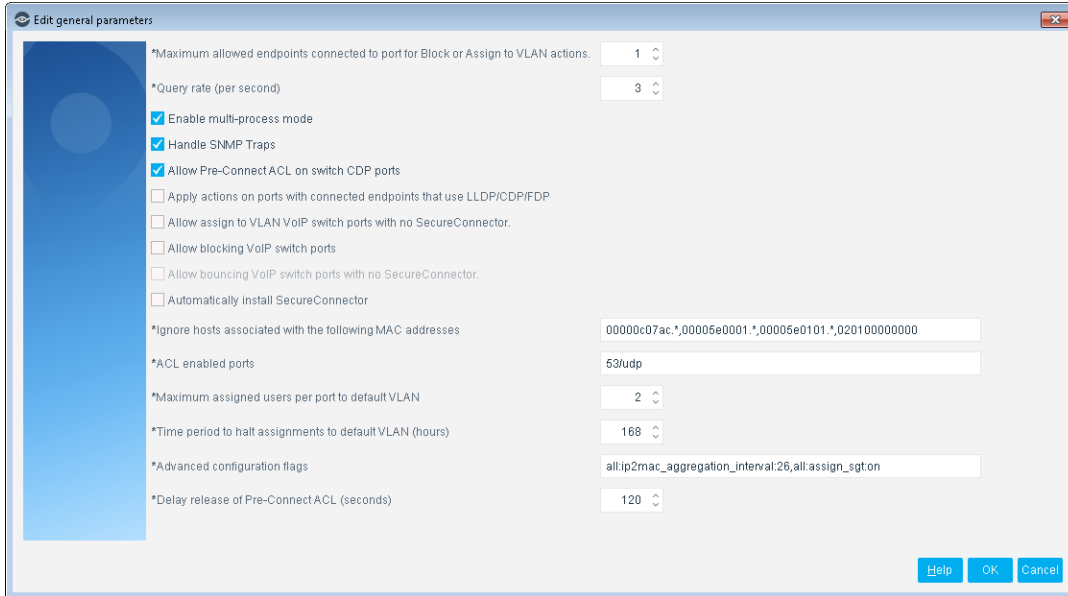 Edit general parameters
*Maximum allowed endpoints connected to port for Block or Assign to VLAN actions. 1
*Query rate (per second) 3
Enable multi-process mode
Handle SNMP Traps
Allow Pre-Connect ACL on switch CDP ports
Apply actions on ports with connected endpoints that use LLDP/CDP/FDP
Allow assign to VLAN VoIP switch ports with no SecureConnector.
Allow blocking VoIP switch ports
Allow bouncing VoIP switch ports with no SecureConnector.
Automatically install SecureConnector
*Ignore hosts associated with the following MAC addresses 00000c07ac.*,00005e0001.*,00005e0101.*,020100000000
*ACL enabled ports 53/udp
*Maximum assigned users per port to default VLAN 2
*Time period to halt assignments to default VLAN (hours) 168
*Advanced configuration flags all:ip2mac_aggregation_interval:26,all:assign_sgt:on
*Delay release of Pre-Connect ACL (seconds) 120
Help OK Cancel